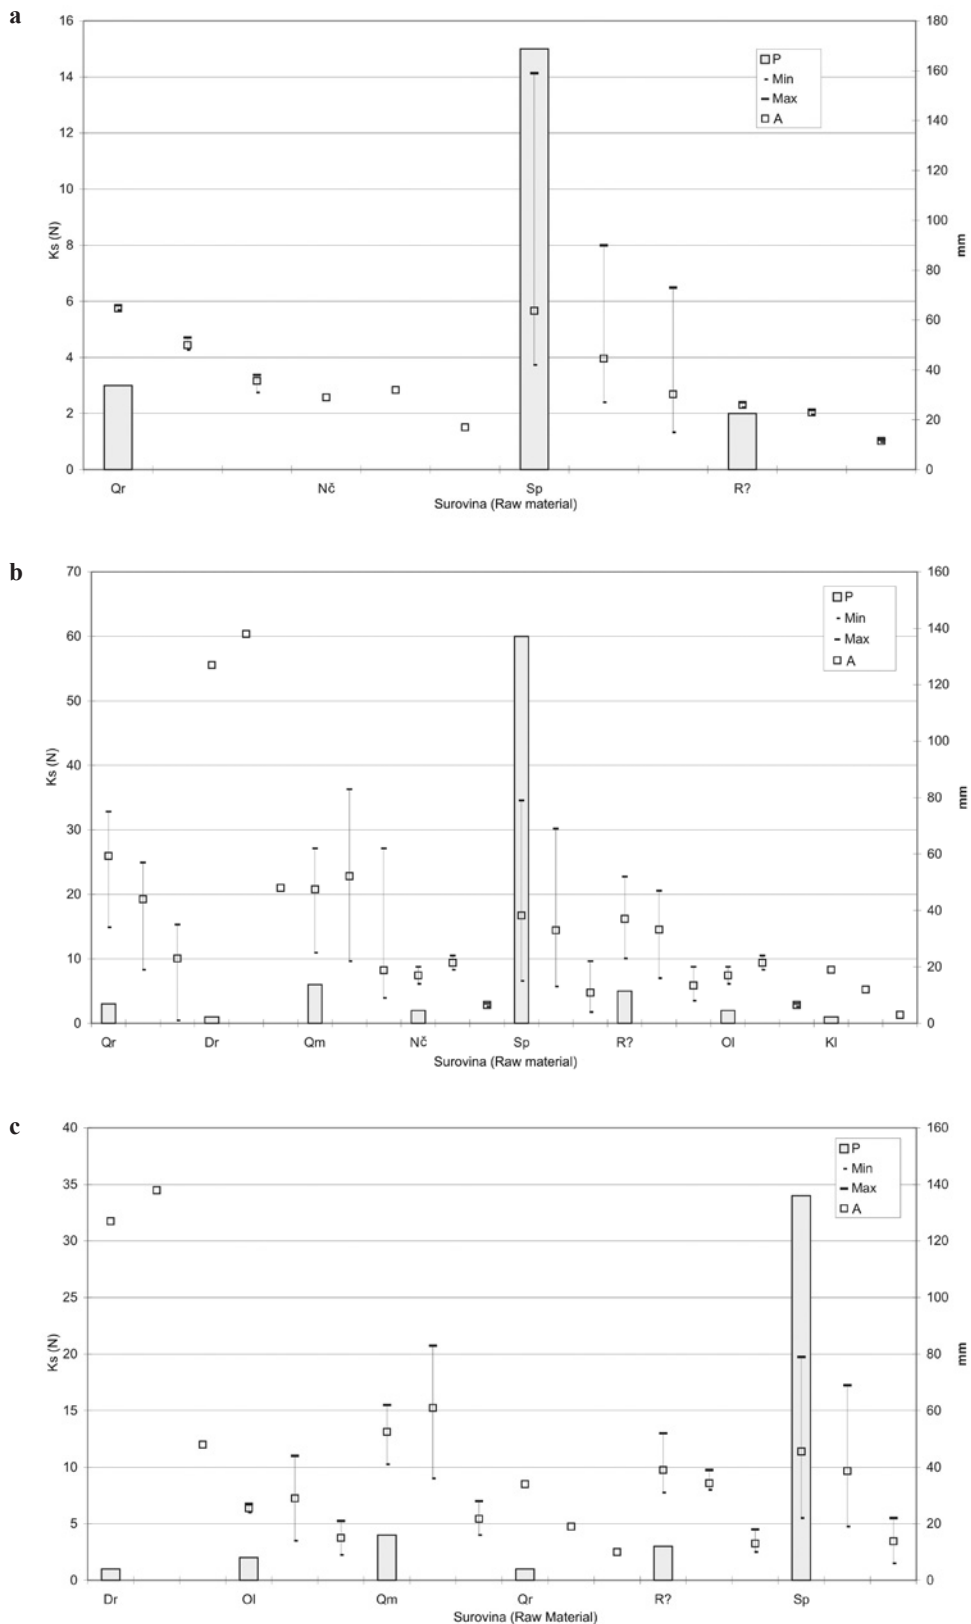 a
16
14
12
10
8
6
4
2
0
Ks (N)
180
160
140
120
100
80
60
40
20
0
mm
P
Min
Max
A
Qr Nč Sp R?
Surovina (Raw material)
b
70
60
50
40
30
20
10
0
Ks (N)
160
140
120
100
80
60
40
20
0
mm
P
Min
Max
A
Qr Dr Qm Nč Sp R? Ol Kl
Surovina (Raw material)
c
40
35
30
25
20
15
10
5
0
Ks (N)
160
140
120
100
80
60
40
20
0
mm
P
Min
Max
A
Dr Ol Qm Qr R? Sp
Surovina (Raw Material)